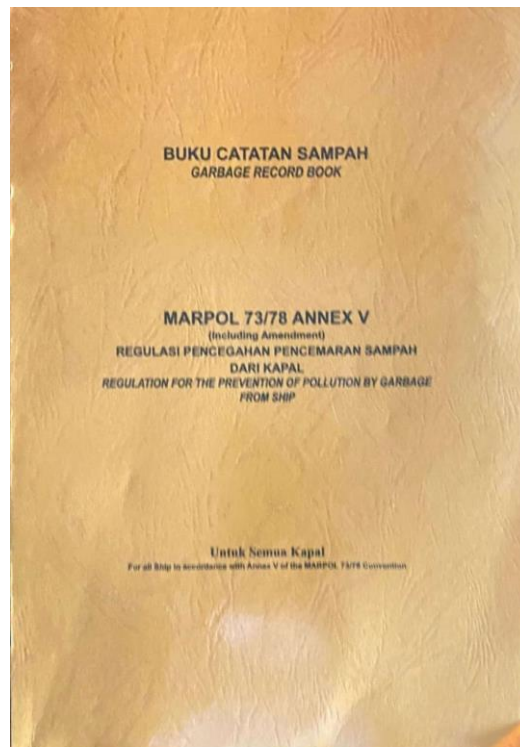 BUKU CATATAN SAMPAH
GARBAGE RECORD BOOK
MARPOL 73/78 ANNEX V
(Including Amendment)
REGULASI PENCEGAHAN PENCEMARAN SAMPAH
DARI KAPAL
REGULATION FOR THE PREVENTION OF POLLUTION BY GARBAGE
FROM SHIP
Untuk Semua Kapal
For all Ship in accordance with Annex V of the MARPOL 73/78 Convention